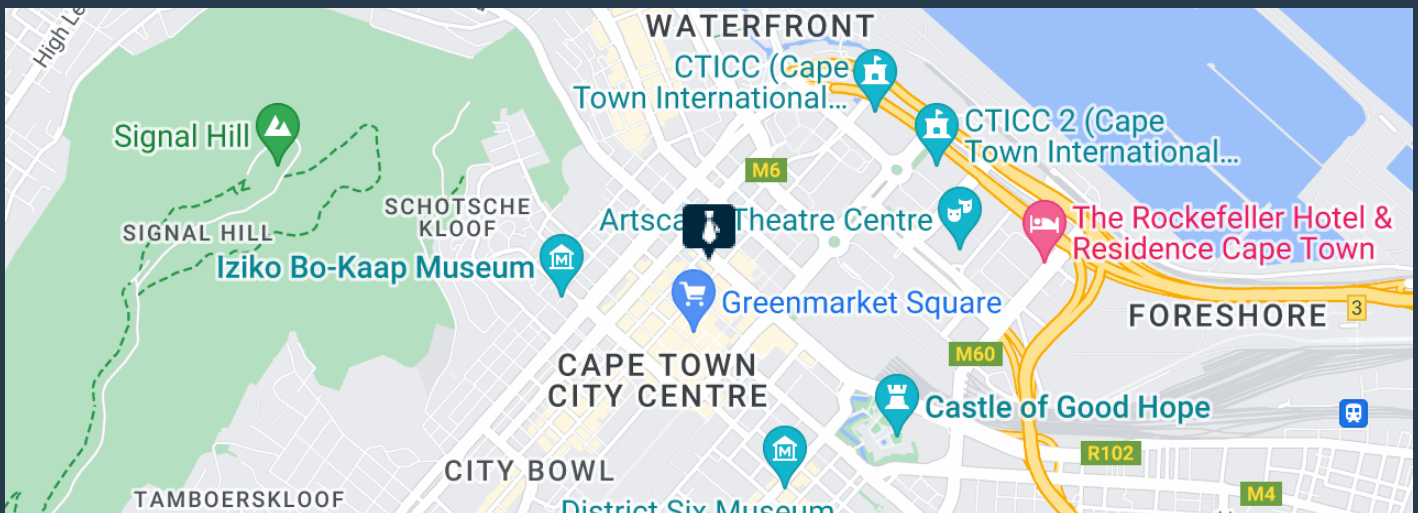 High Le
WATERFRONT
CTICC (Cape
Town International...
CTICC 2 (Cape
Town International...
Signal Hill
M6
SCHOTSCHE
KLOOF
Theatre Centre
The Rockefeller Hotel &
Residence Cape Town
SIGNAL HILL
Iziko Bo-Kaap Museum
Greenmarket Square
3
FORESHORE
M60
CAPE TOWN
CITY CENTRE
Castle of Good Hope
R102
CITY BOWL
M4
TAMBOERSKLOOF
District Six Museum